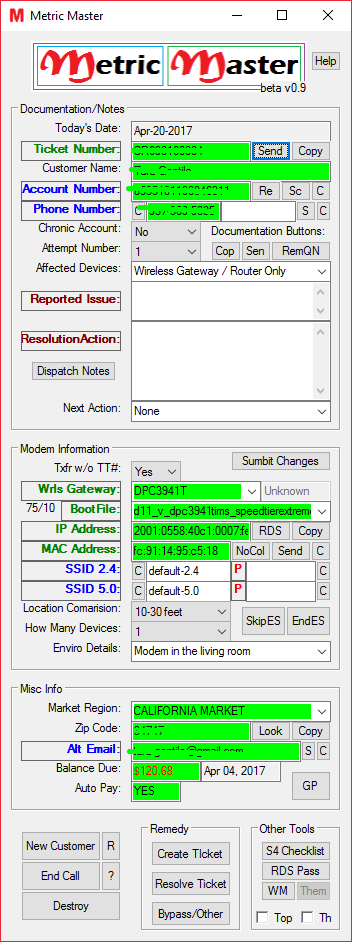 Metric Master
Metric Master
beta v0.9
Help
Documentation/Notes
Today's Date: Apr-20-2017
Ticket Number: Send Copy
Customer Name:
Account Number: Re Sc C
Phone Number: C S C
Chronic Account: No Documentation Buttons:
Attempt Number: 1 Cop Sen RemQN
Affected Devices: Wireless Gateway / Router Only
Reported Issue:
ResolutionAction:
Dispatch Notes
Next Action: None
Modem Information
Txfr w/o TT#: Yes Sumbit Changes
Wrls Gateway: DPC3941T Unknown
75/10 BootFile: d11_v_dpc3941tims_speedtierextreme
IP Address: 2001:0558:40c1:0007:fe RDS Copy
MAC Address: fc:91:14:95:c5:18 NoCol Send C
SSID 2.4: C default-2.4 P C
SSID 5.0: C default-5.0 P C
Location Comarision: 10-30 feet
How Many Devices: 1
SkipES EndES
Enviro Details: Modem in the living room
Misc Info
Market Region: CALIFORNIA MARKET
Zip Code: Look Copy
Alt Email: S C
Balance Due: $120.68 Apr 04, 2017
Auto Pay: YES GP
New Customer R
End Call ?
Destroy
Remedy
Create TIcket
Resolve Ticket
Bypass/Other
Other Tools
S4 Checklist
RDS Pass
WM Them
Top Th